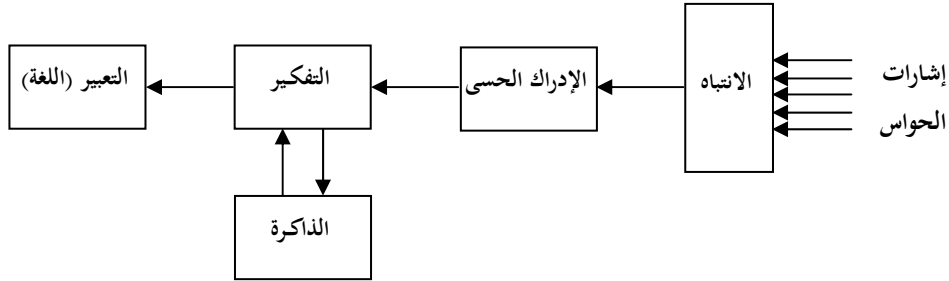 إشارات
الحواس
الانتباه
الإدراك الحسى
التفكير
التعبير (اللغة)
الذاكرة